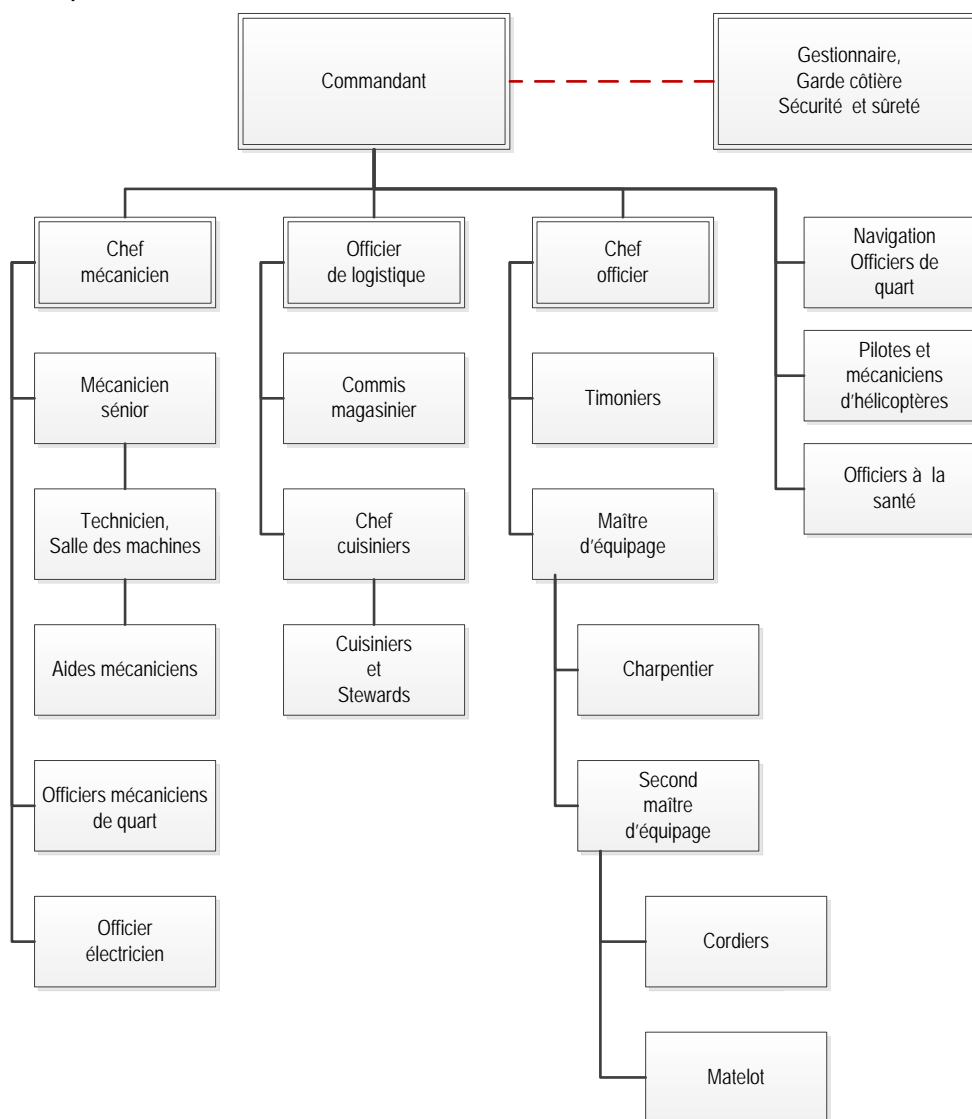 Commandant
Gestionnaire,
Garde côtière
Sécurité et sûreté
Chef
mécanicien
Officier
de logistique
Chef
officier
Navigation
Officiers de
quart
Mécanicien
sénior
Commis
magasinier
Timoniers
Pilotes et
mécaniciens
d'hélicoptères
Technicien,
Salle des machines
Chef
cuisiniers
Maître
d'équipage
Officiers à la
santé
Aides mécaniciens
Cuisiniers
et
Stewards
Charpentier
Officiers mécaniciens
de quart
Second
maître
d'équipage
Officier
électricien
Cordiers
Matelot